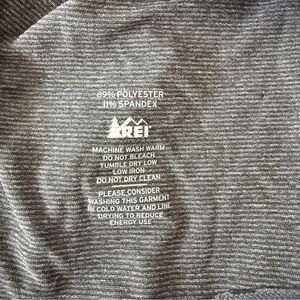 89% POLYESTER
11% SPANDEX
REI
MACHINE WASH WARM
DO NOT BLEACH
TUMBLE DRY LOW
LOW IRON
DO NOT DRY CLEAN
PLEASE CONSIDER
WASHING THIS GARMENT
IN COLD WATER AND LINE
DRYING TO REDUCE
ENERGY USE